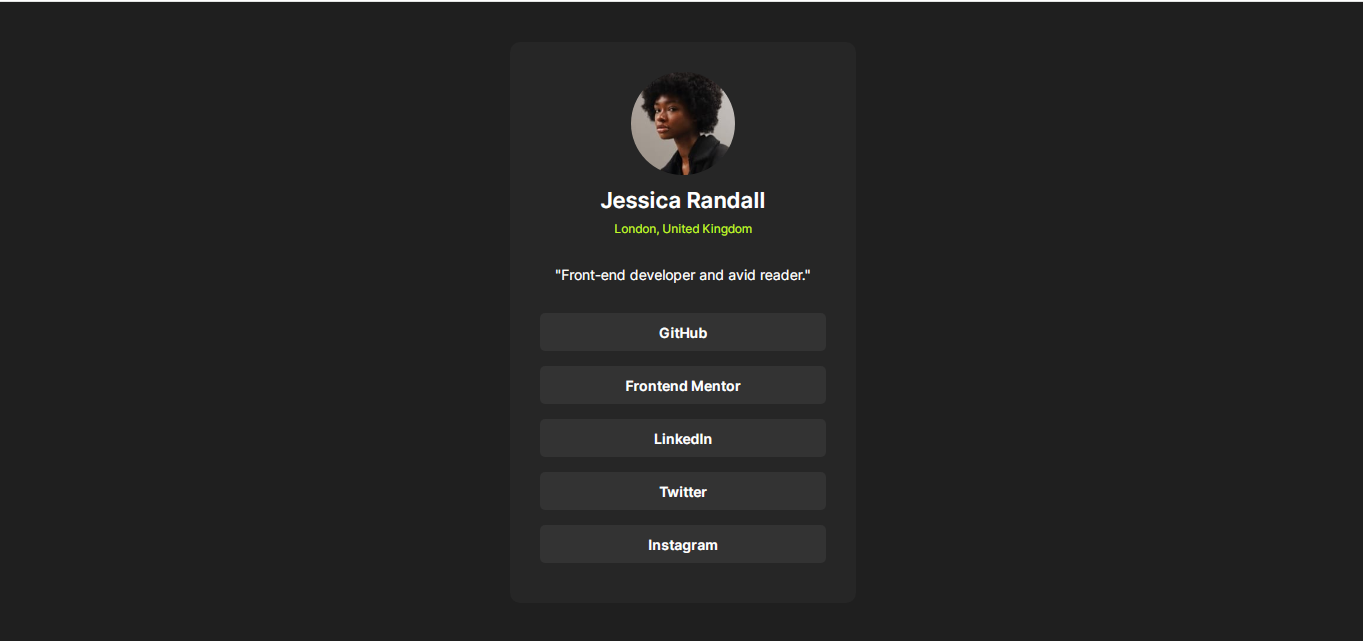 Jessica Randall
London, United Kingdom
"Front-end developer and avid reader."
GitHub
Frontend Mentor
LinkedIn
Twitter
Instagram